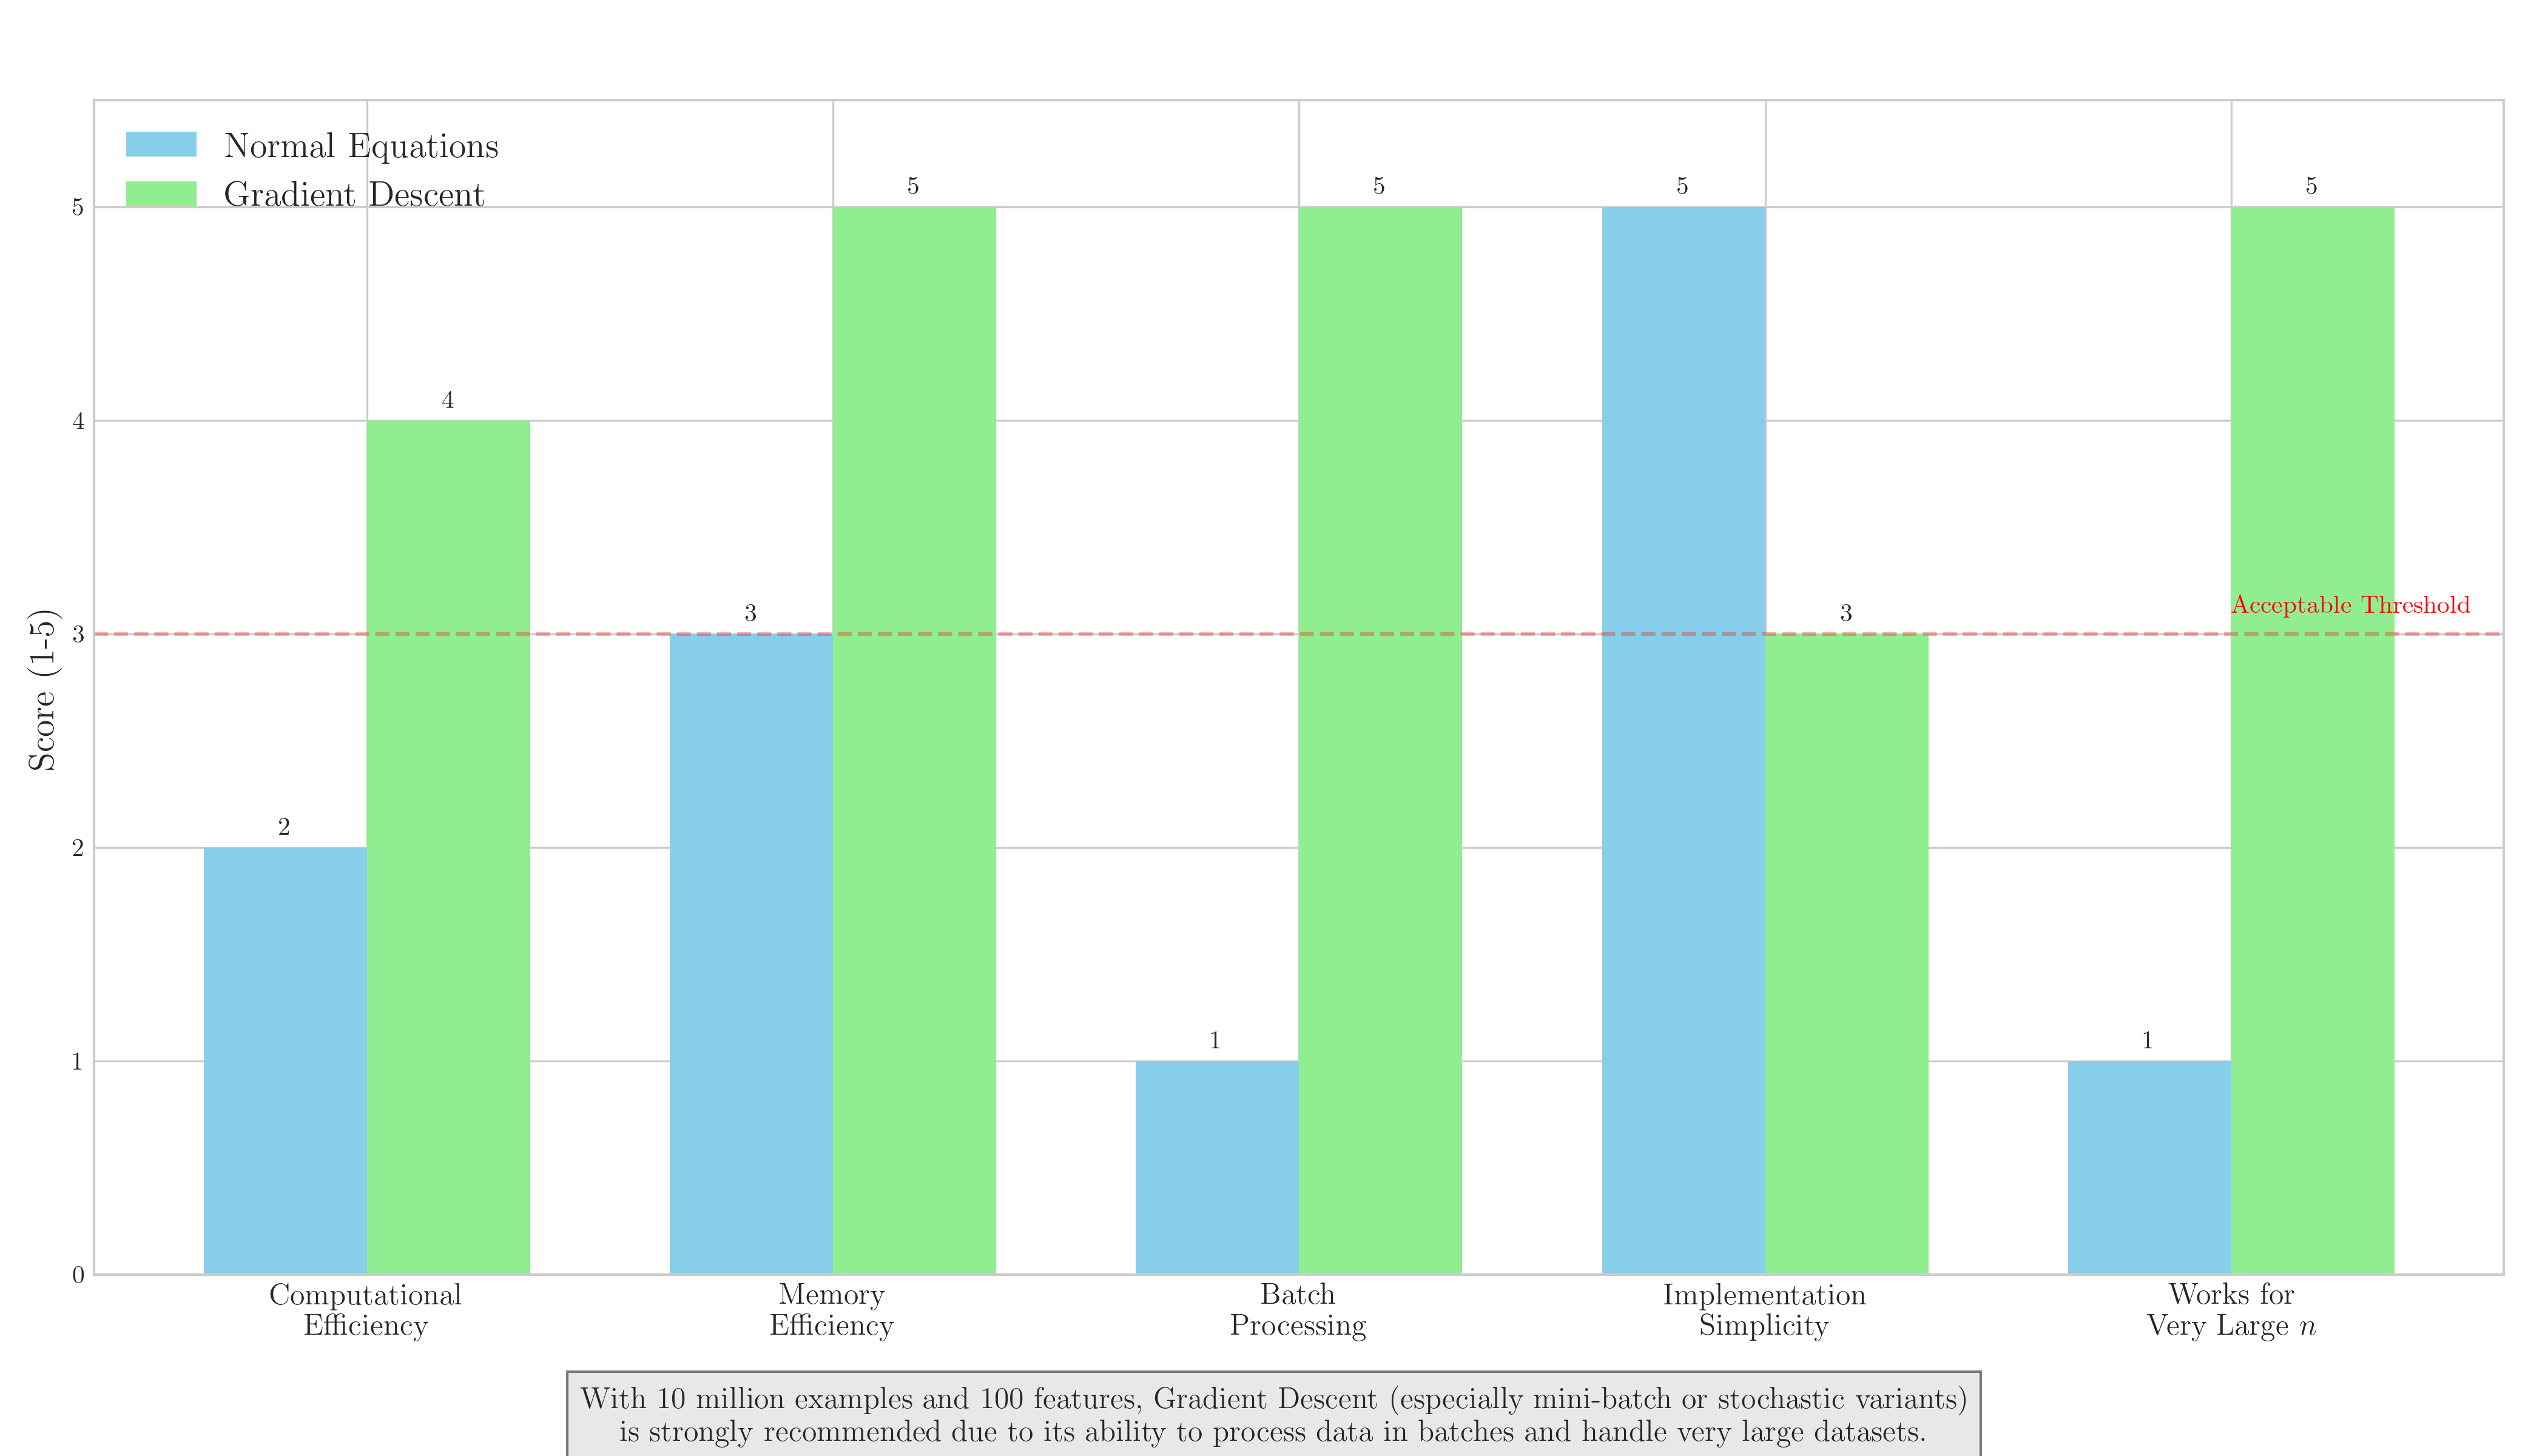 Normal Equations
Gradient Descent
5
5
5
5
5
4
4
Acceptable Threshold
3
3
3
Score (1-5)
2
2
1
1
1
0
Computational
Efficiency
Memory
Efficiency
Batch
Processing
Implementation
Simplicity
Works for
Very Large n
With 10 million examples and 100 features, Gradient Descent (especially mini-batch or stochastic variants)
is strongly recommended due to its ability to process data in batches and handle very large datasets.